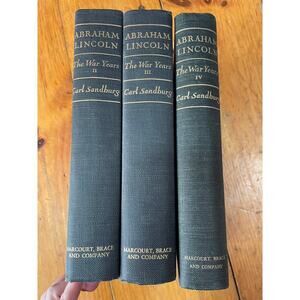 ABRAHAM
LINCOLN
The War Years
II
Carl Sandburg
HARCOURT, BRACE
AND COMPANY
ABRAHAM
LINCOLN
The War Years
III
Carl Sandburg
HARCOURT, BRACE
AND COMPANY
ABRAHAM
LINCOLN
The War Years
IV
Carl Sandburg
HARCOURT, BRACE
AND COMPANY